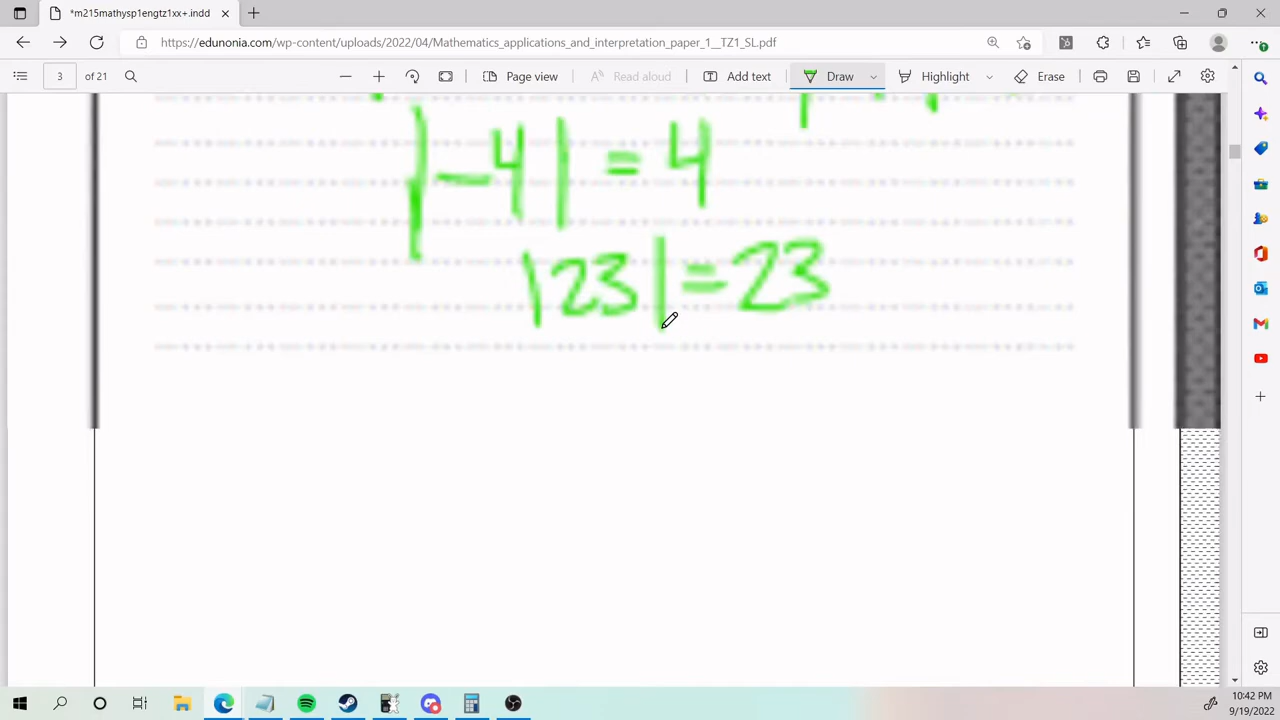 *m215mathysp1engtz1xx+.indd
https://edunonia.com/wp-content/uploads/2022/04/Mathematics_applications_and_interpretation_paper_1__TZ1_SL.pdf
3 of 21
Page view
Read aloud
Add text
Draw
Highlight
Erase
|-4| = 4
|23| = 23
10:42 PM
9/19/2022